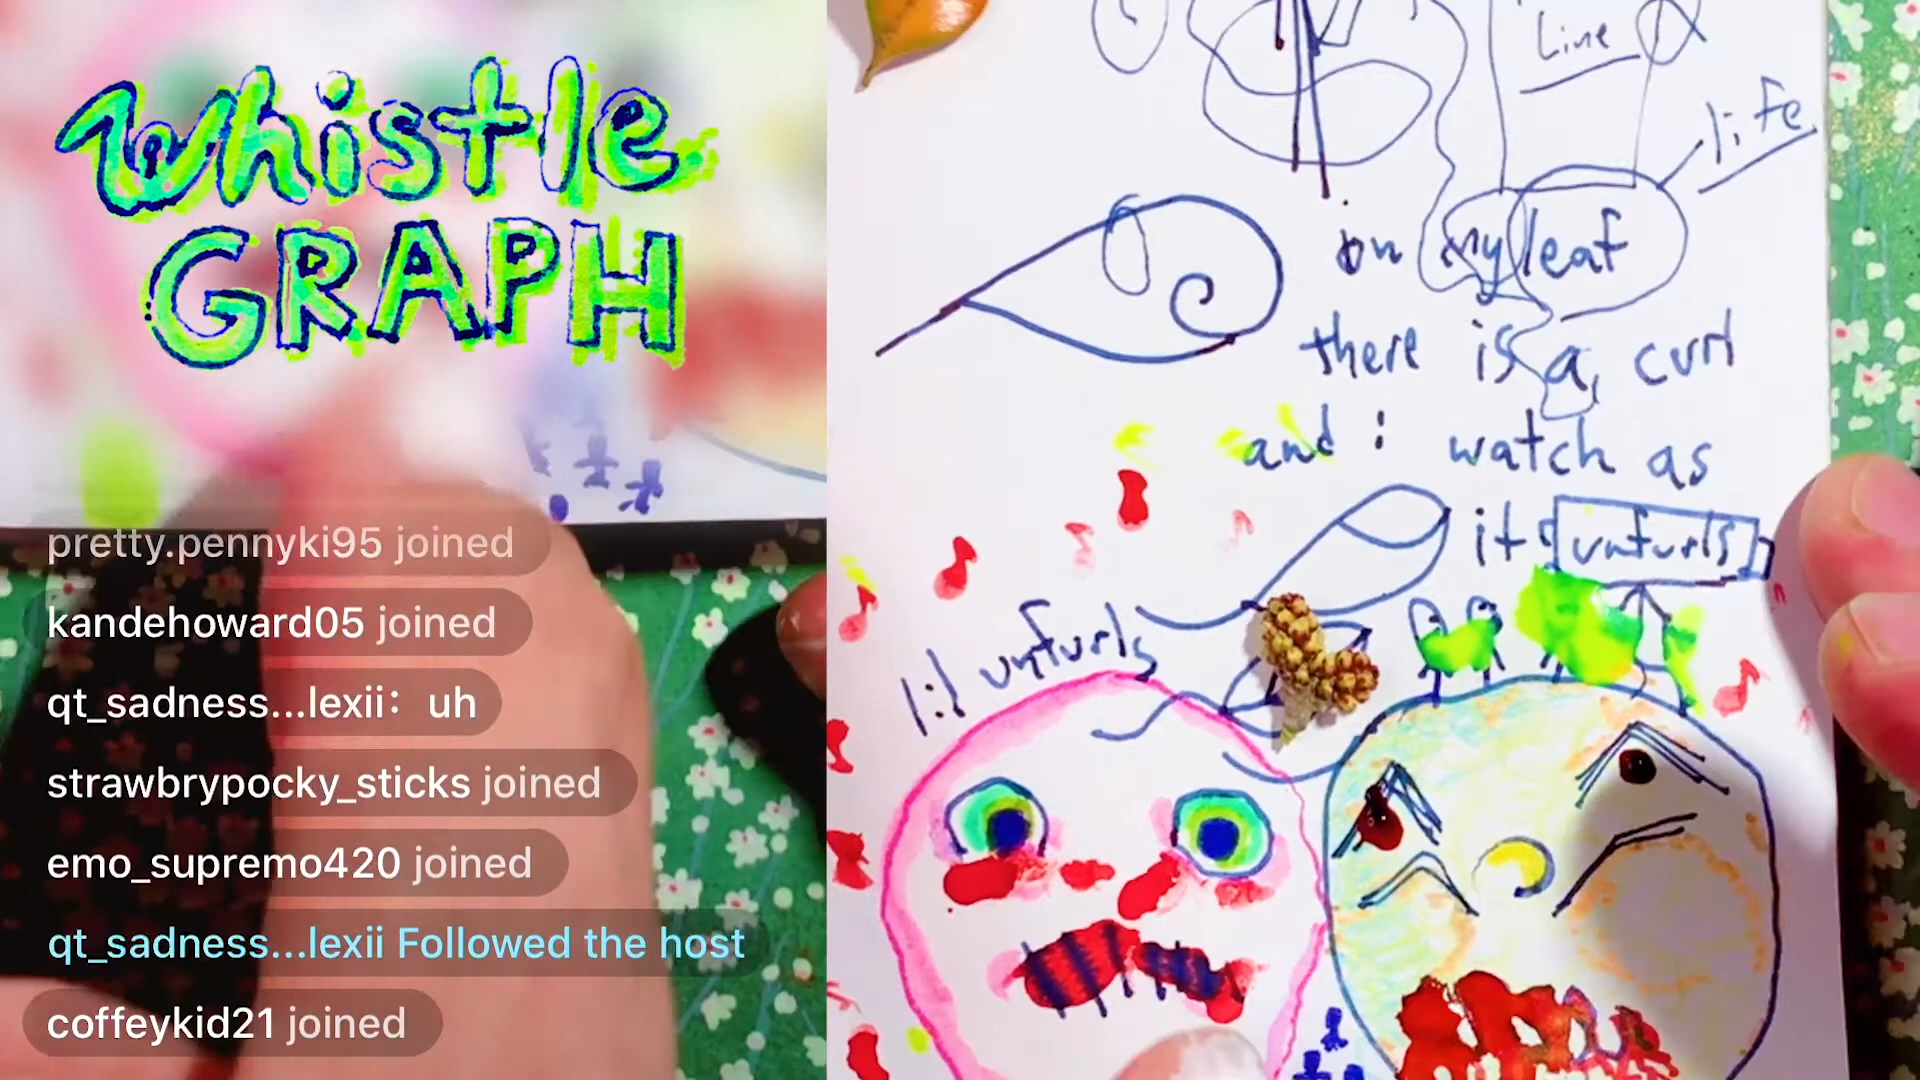 Whistle
GRAPH
pretty.pennyki95 joined
kandehoward05 joined
qt_sadness...lexii: uh
strawbrypocky_sticks joined
emo_supremo420 joined
qt_sadness...lexii Followed the host
coffeykid21 joined
Line
life
on my leaf
there is a curl
and : watch as
it unfurls
lil unfurls